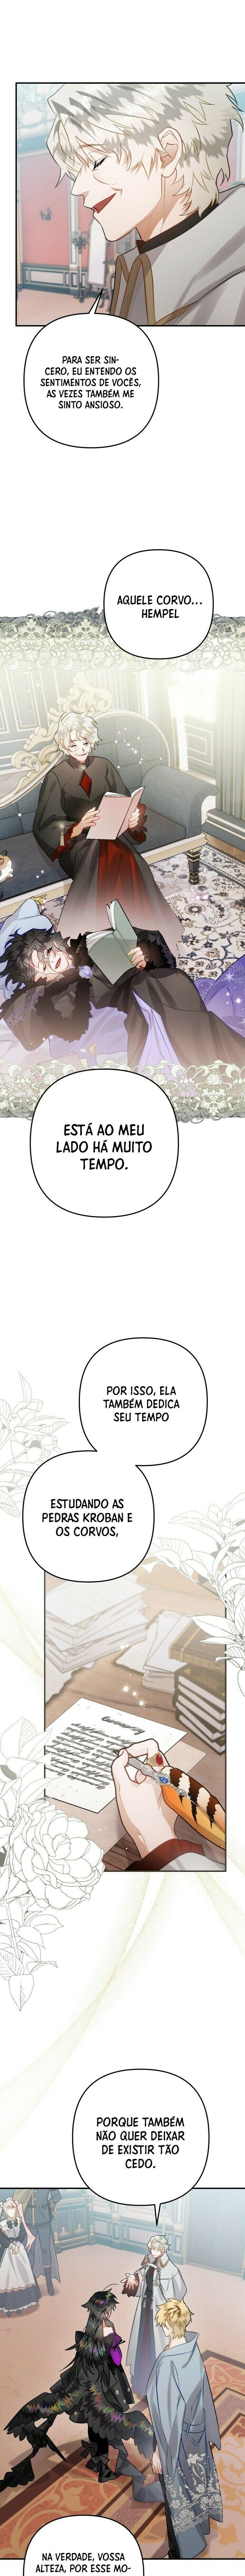 PARA SER SIN-
CERO, EU ENTENDO OS
SENTIMENTOS DE VOCÊS,
AS VEZES TAMBÉM ME
SINTO ANSIOSO.
AQUELE CORVO...
HEMPEL
ESTÁ AO MEU
LADO HÁ MUITO
TEMPO.
POR ISSO, ELA
TAMBÉM DEDICA
SEU TEMPO
ESTUDANDO AS
PEDRAS KROBAN E
OS CORVOS,
PORQUE TAMBÉM
NÃO QUER DEIXAR
DE EXISTIR TÃO
CEDO.
NA VERDADE, VOSSA
ALTEZA, POR ESSE MO-